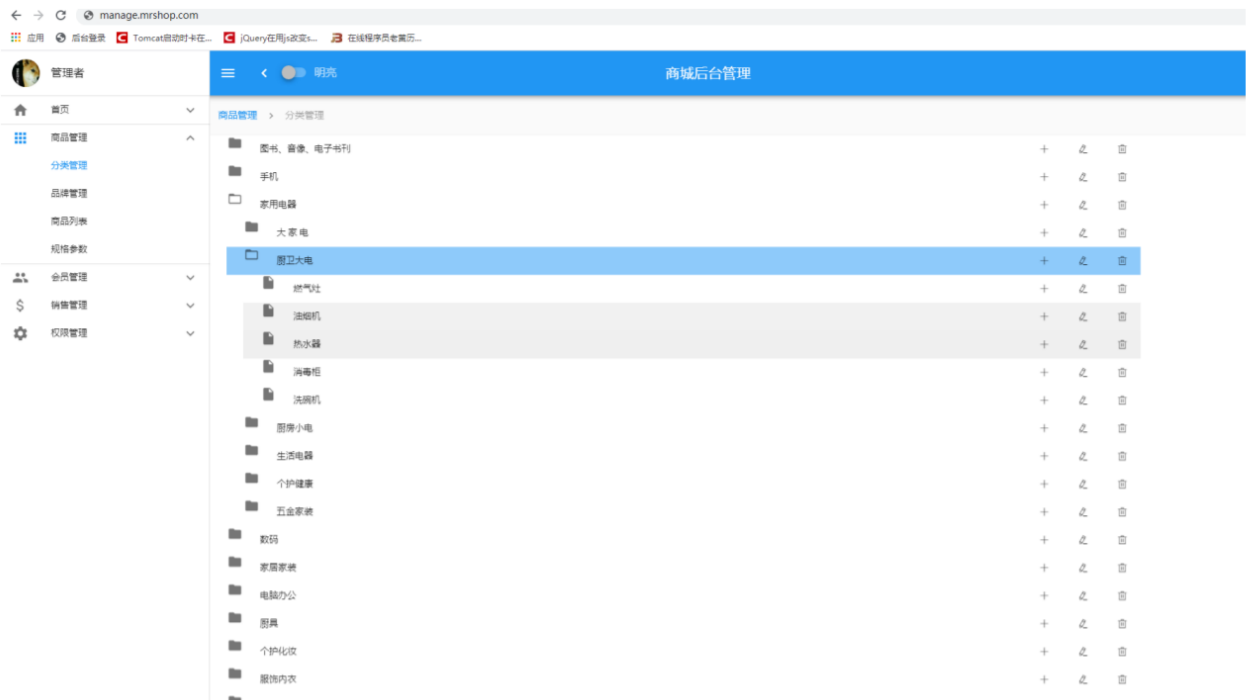 manage.mrshop.com
应用 后台登录 Tomcat启动时卡在... jQuery在用js改变s... 在线程序员老黄历...
管理者 明亮 商城后台管理
首页
商品管理
分类管理
品牌管理
商品列表
规格参数
会员管理
销售管理
权限管理
商品管理 > 分类管理
图书、音像、电子书刊
手机
家用电器
大 家 电
厨卫大电
燃气灶
油烟机
热水器
消毒柜
洗碗机
厨房小电
生活电器
个护健康
五金家装
数码
家居家装
电脑办公
厨具
个护化妆
服饰内衣